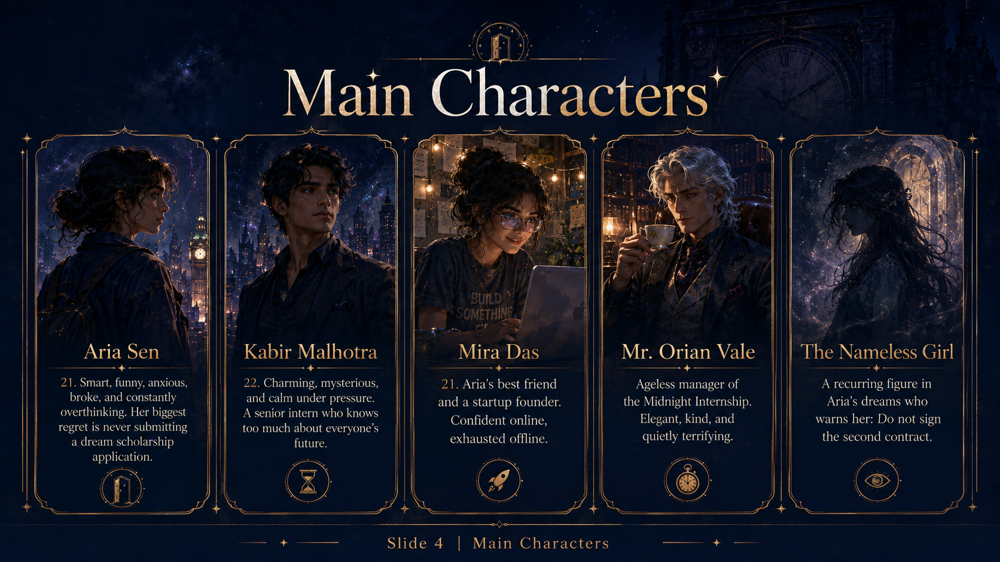 Main Characters
Aria Sen
21. Smart, funny, anxious,
broke, and constantly
overthinking. Her biggest
regret is never submitting
a dream scholarship
application.
Kabir Malhotra
22. Charming, mysterious,
and calm under pressure.
A senior intern who knows
too much about everyone's
future.
BUILD
SOMETHING
Mira Das
21. Aria's best friend
and a startup founder.
Confident online,
exhausted offline.
Mr. Orian Vale
Ageless manager of
the Midnight Internship.
Elegant, kind, and
quietly terrifying.
The Nameless Girl
A recurring figure in
Aria's dreams who
warns her: Do not sign
the second contract.
Slide 4 | Main Characters